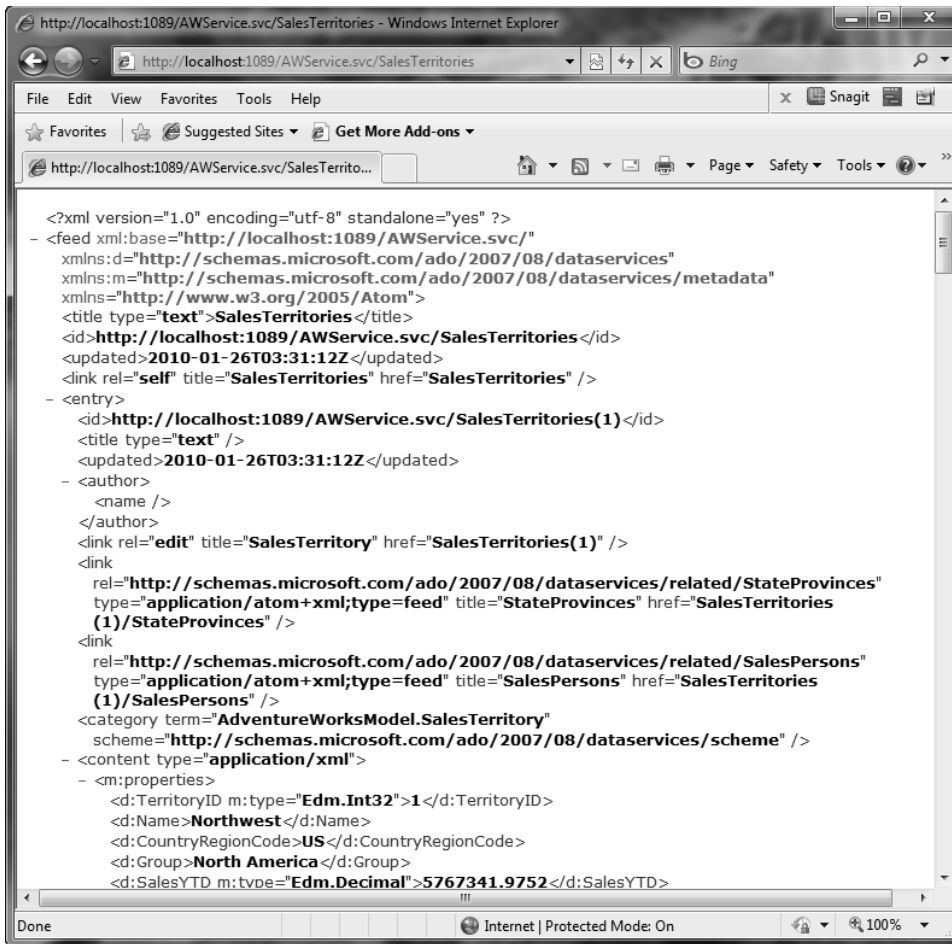 http://localhost:1089/AWService.svc/SalesTerritories - Windows Internet Explorer
http://localhost:1089/AWService.svc/SalesTerritories
Bing
File Edit View Favorites Tools Help
x Snagit
Favorites Suggested Sites Get More Add-ons
http://localhost:1089/AWService.svc/SalesTerrito...
Page Safety Tools »
<?xml version="1.0" encoding="utf-8" standalone="yes" ?>
- <feed xml:base="http://localhost:1089/AWService.svc/"
xmlns:d="http://schemas.microsoft.com/ado/2007/08/dataservices"
xmlns:m="http://schemas.microsoft.com/ado/2007/08/dataservices/metadata"
xmlns="http://www.w3.org/2005/Atom">
<title type="text">SalesTerritories</title>
<id>http://localhost:1089/AWService.svc/SalesTerritories</id>
<updated>2010-01-26T03:31:12Z</updated>
<link rel="self" title="SalesTerritories" href="SalesTerritories" />
- <entry>
<id>http://localhost:1089/AWService.svc/SalesTerritories(1)</id>
<title type="text" />
<updated>2010-01-26T03:31:12Z</updated>
- <author>
<name />
</author>
<link rel="edit" title="SalesTerritory" href="SalesTerritories(1)" />
<link
rel="http://schemas.microsoft.com/ado/2007/08/dataservices/related/StateProvinces"
type="application/atom+xml;type=feed" title="StateProvinces" href="SalesTerritories
(1)/StateProvinces" />
<link
rel="http://schemas.microsoft.com/ado/2007/08/dataservices/related/SalesPersons"
type="application/atom+xml;type=feed" title="SalesPersons" href="SalesTerritories
(1)/SalesPersons" />
<category term="AdventureWorksModel.SalesTerritory"
scheme="http://schemas.microsoft.com/ado/2007/08/dataservices/scheme" />
- <content type="application/xml">
- <m:properties>
<d:TerritoryID m:type="Edm.Int32">1</d:TerritoryID>
<d:Name>Northwest</d:Name>
<d:CountryRegionCode>US</d:CountryRegionCode>
<d:Group>North America</d:Group>
<d:SalesYTD m:type="Edm.Decimal">5767341.9752</d:SalesYTD>
Done Internet | Protected Mode: On 100%